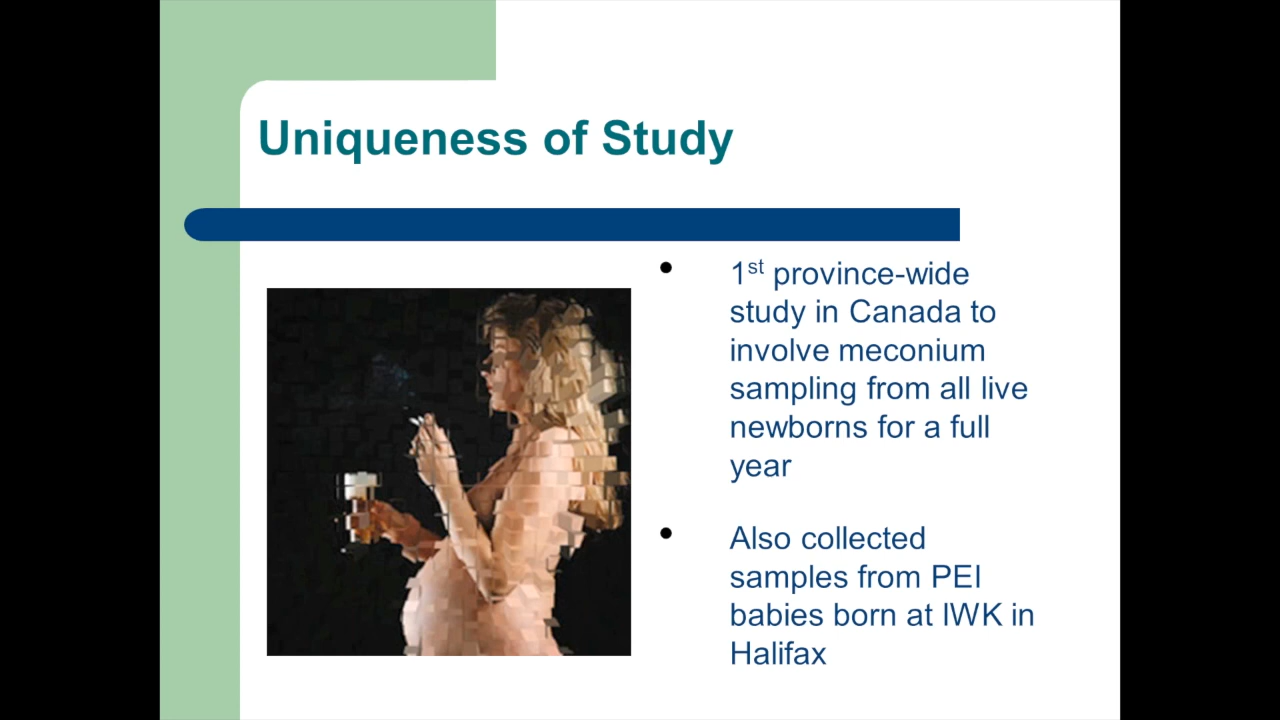 Uniqueness of Study
• 1st province-wide
study in Canada to
involve meconium
sampling from all live
newborns for a full
year
• Also collected
samples from PEI
babies born at IWK in
Halifax